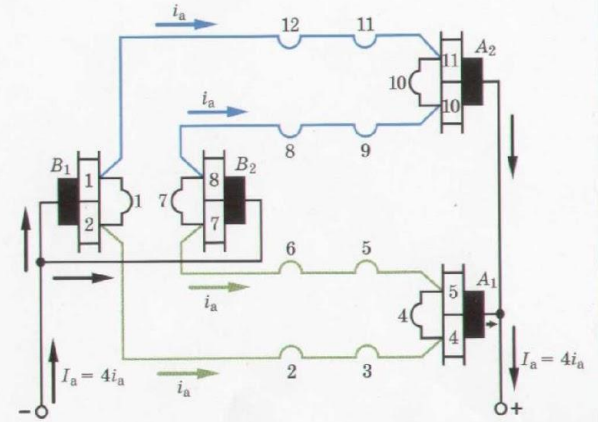 iₐ 12 11 A₂
11
10
iₐ 10
8 9
B₁ B₂
1 1 7 8
2 7
6 5
iₐ 5 A₁
4
4
Iₐ = 4iₐ iₐ 2 3 Iₐ = 4iₐ
− +